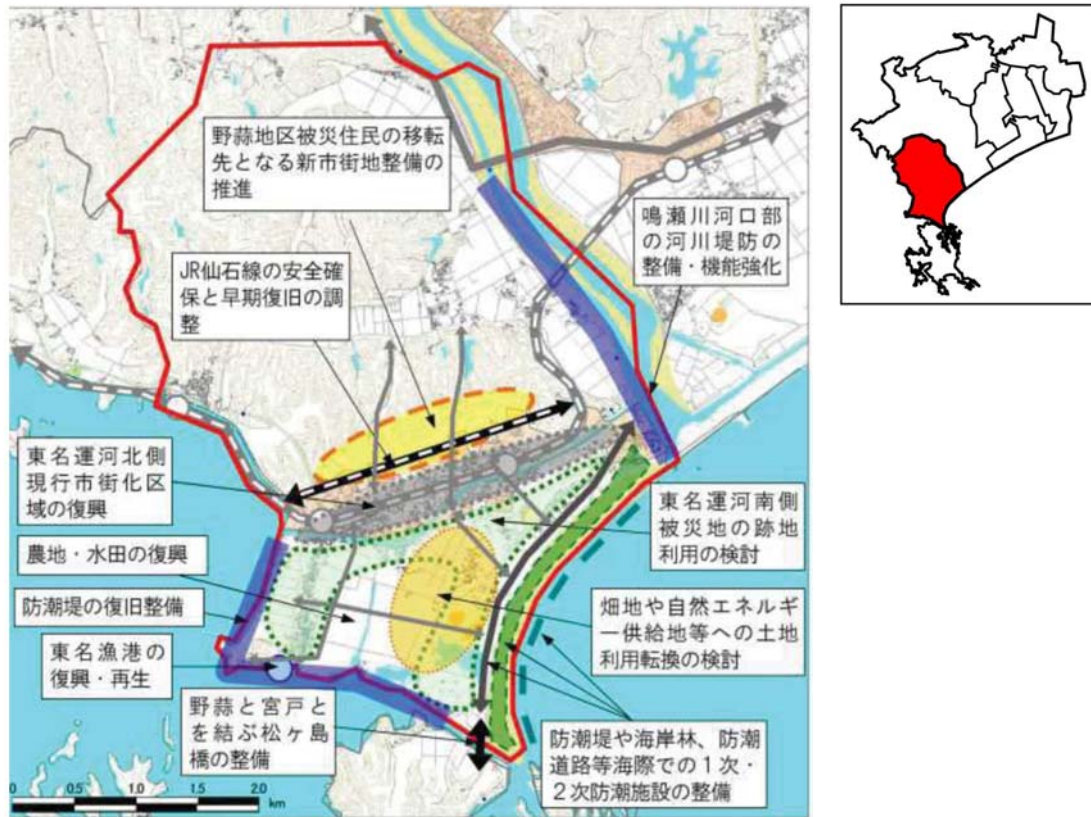 野蒜地区被災住民の移転
先となる新市街地整備の
推進
鳴瀬川河口部
の河川堤防の
整備・機能強化
JR仙石線の安全確
保と早期復旧の調
整
東名運河北側
現行市街化区
域の復興
東名運河南側
被災地の跡地
利用の検討
農地・水田の復興
防潮堤の復旧整備
畑地や自然エネルギ
ー供給地等への土地
利用転換の検討
東名漁港の
復興・再生
野蒜と宮戸と
を結ぶ松ヶ島
橋の整備
防潮堤や海岸林、防潮
道路等海際での１次・
２次防潮施設の整備
0.0 0.5 1.0 1.5 2.0
km